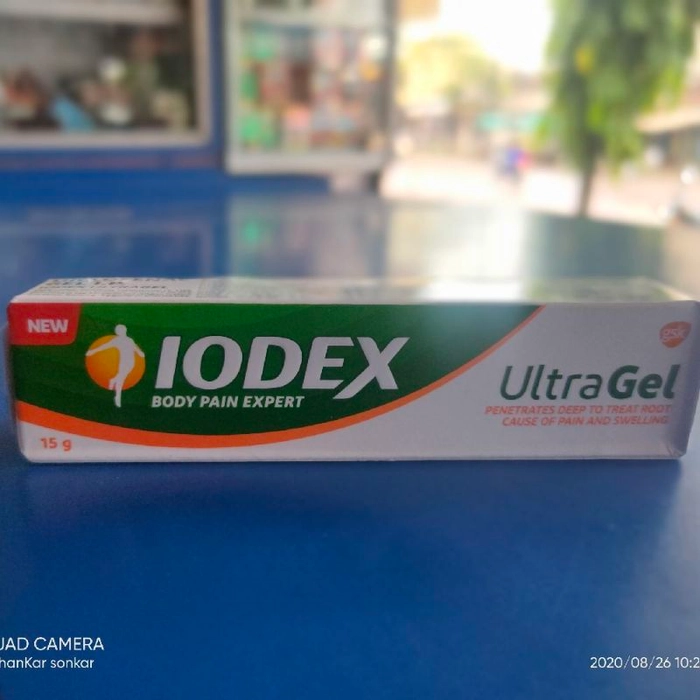 NEW
IODEX
BODY PAIN EXPERT
15 g
gsk
UltraGel
PENETRATES DEEP TO TREAT ROOT
CAUSE OF PAIN AND SWELLING
UAD CAMERA
hanKar sonkar
2020/08/26 10:2